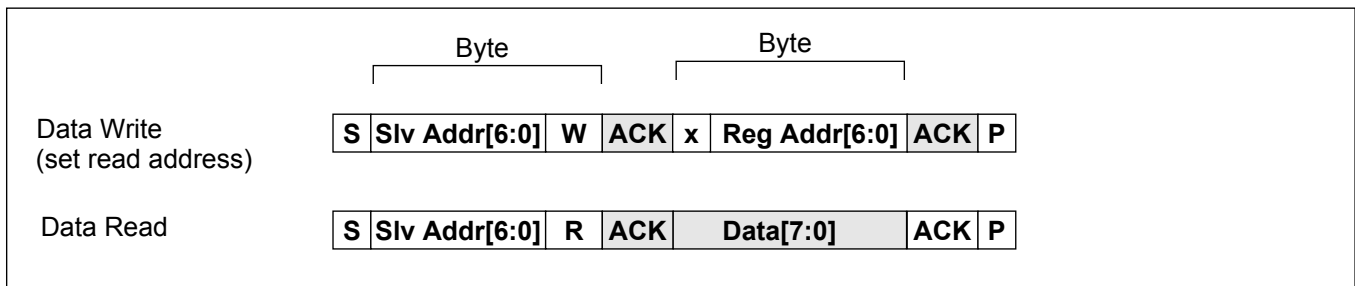 Byte Byte
Data Write S Slv Addr[6:0] W ACK x Reg Addr[6:0] ACK P
(set read address)
Data Read S Slv Addr[6:0] R ACK Data[7:0] ACK P